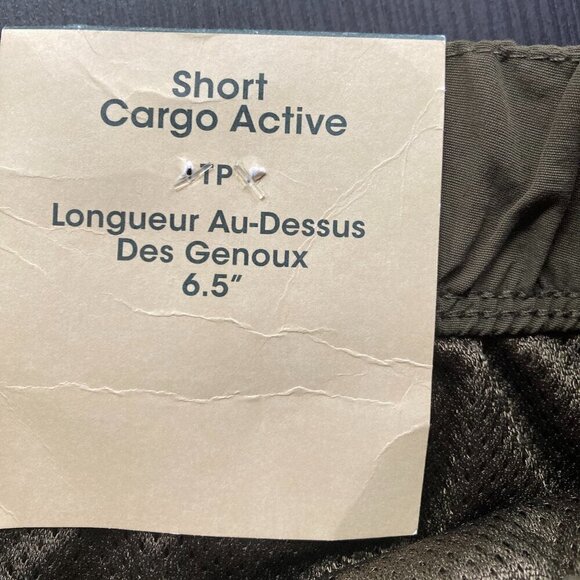 Short
Cargo Active
TP
Longueur Au-Dessus
Des Genoux
6.5"